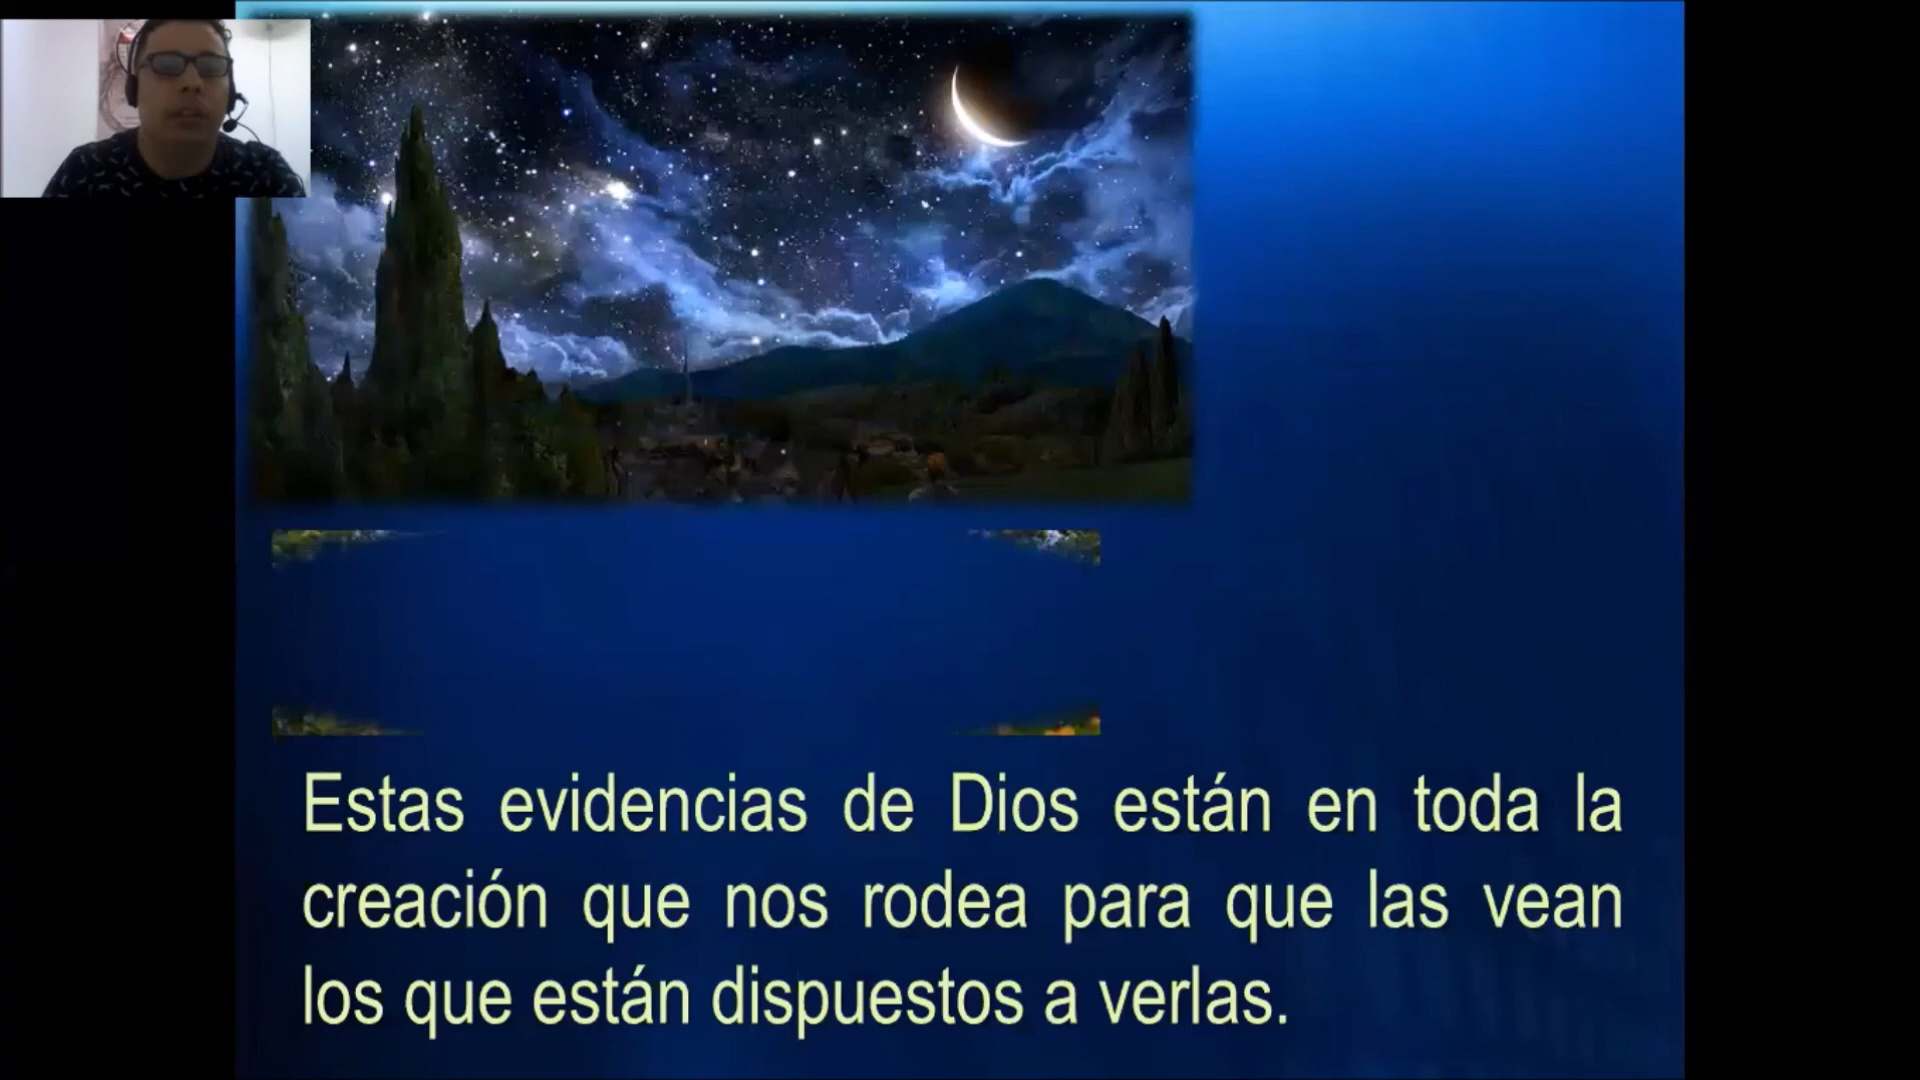 Estas evidencias de Dios están en toda la
creación que nos rodea para que las vean
los que están dispuestos a verlas.